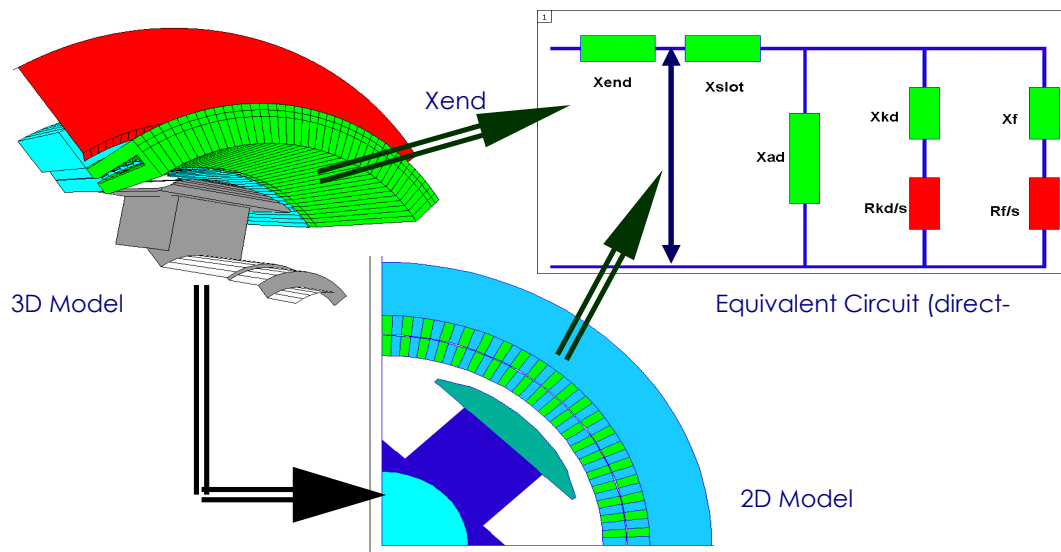 1
Xend
Xend
Xslot
Xkd
Xf
Xad
Rkd/s
Rf/s
3D Model
Equivalent Circuit (direct-
2D Model